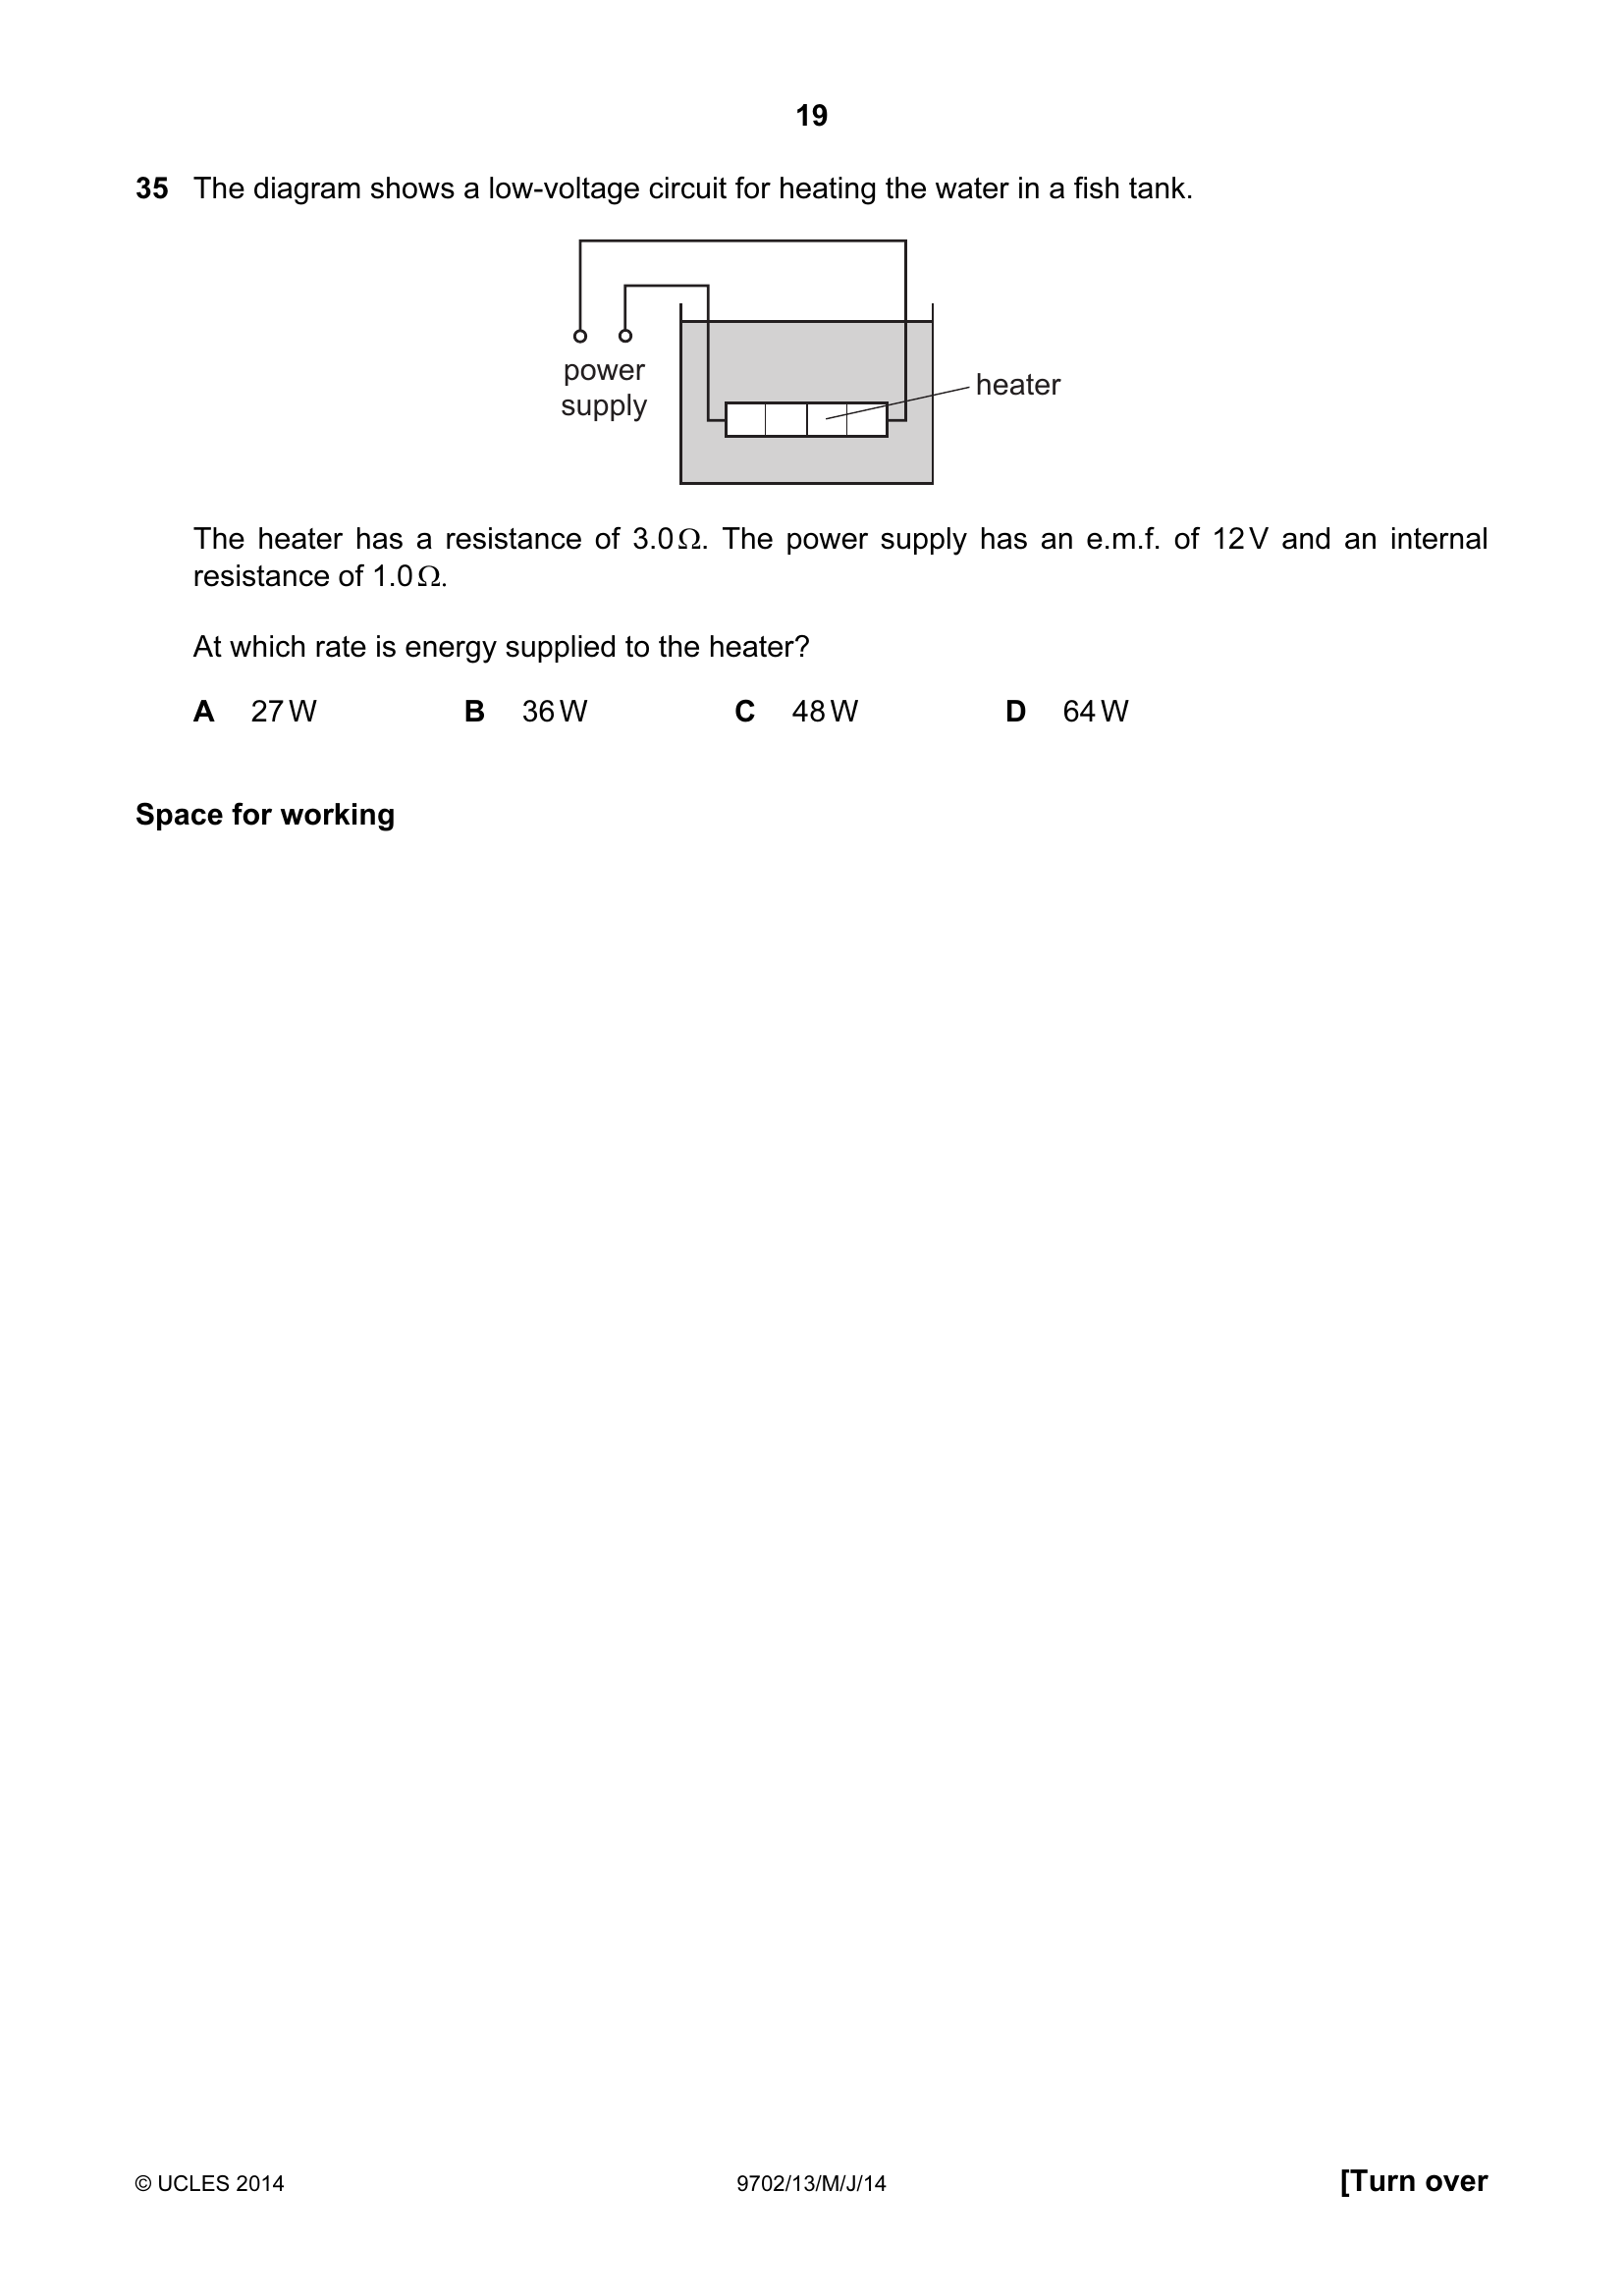 19
35 The diagram shows a low-voltage circuit for heating the water in a fish tank.
power
supply
heater
The heater has a resistance of 3.0 Ω. The power supply has an e.m.f. of 12 V and an internal
resistance of 1.0 Ω.
At which rate is energy supplied to the heater?
A 27 W B 36 W C 48 W D 64 W
Space for working
© UCLES 2014 9702/13/M/J/14 [Turn over